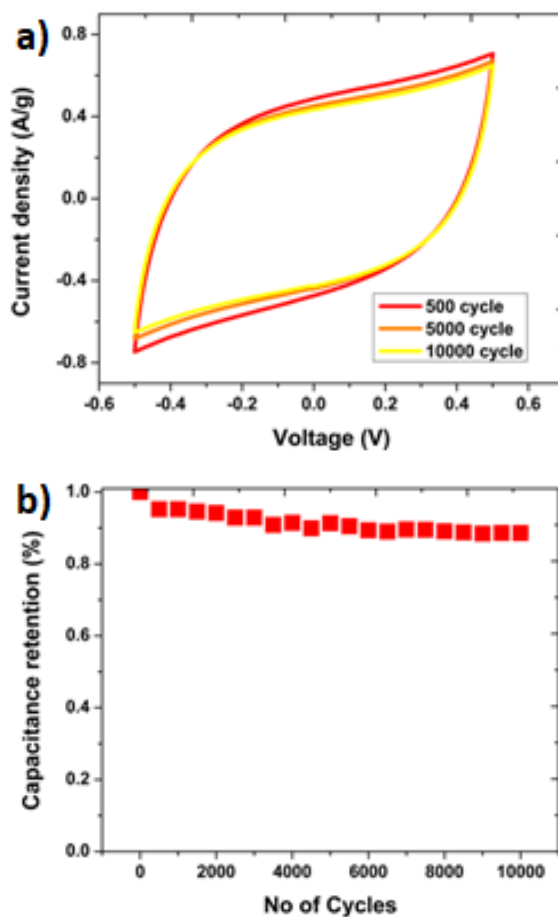 a)
Current density (A/g)
0.8
0.4
0.0
-0.4
-0.8
500 cycle
5000 cycle
10000 cycle
-0.6 -0.4 -0.2 0.0 0.2 0.4 0.6
Voltage (V)
b)
Capacitance retention (%)
1.0
0.8
0.6
0.4
0.2
0.0
0 2000 4000 6000 8000 10000
No of Cycles